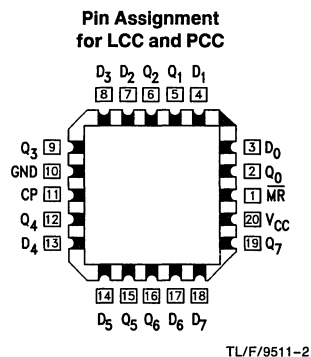 Pin Assignment
for LCC and PCC
D3 D2 Q2 Q1 D1
8 7 6 5 4
Q3 9
GND 10
CP 11
Q4 12
D4 13
3 D0
2 Q0
1 M̅R̅
20 VCC
19 Q7
14 15 16 17 18
D5 Q5 Q6 D6 D7
TL/F/9511–2